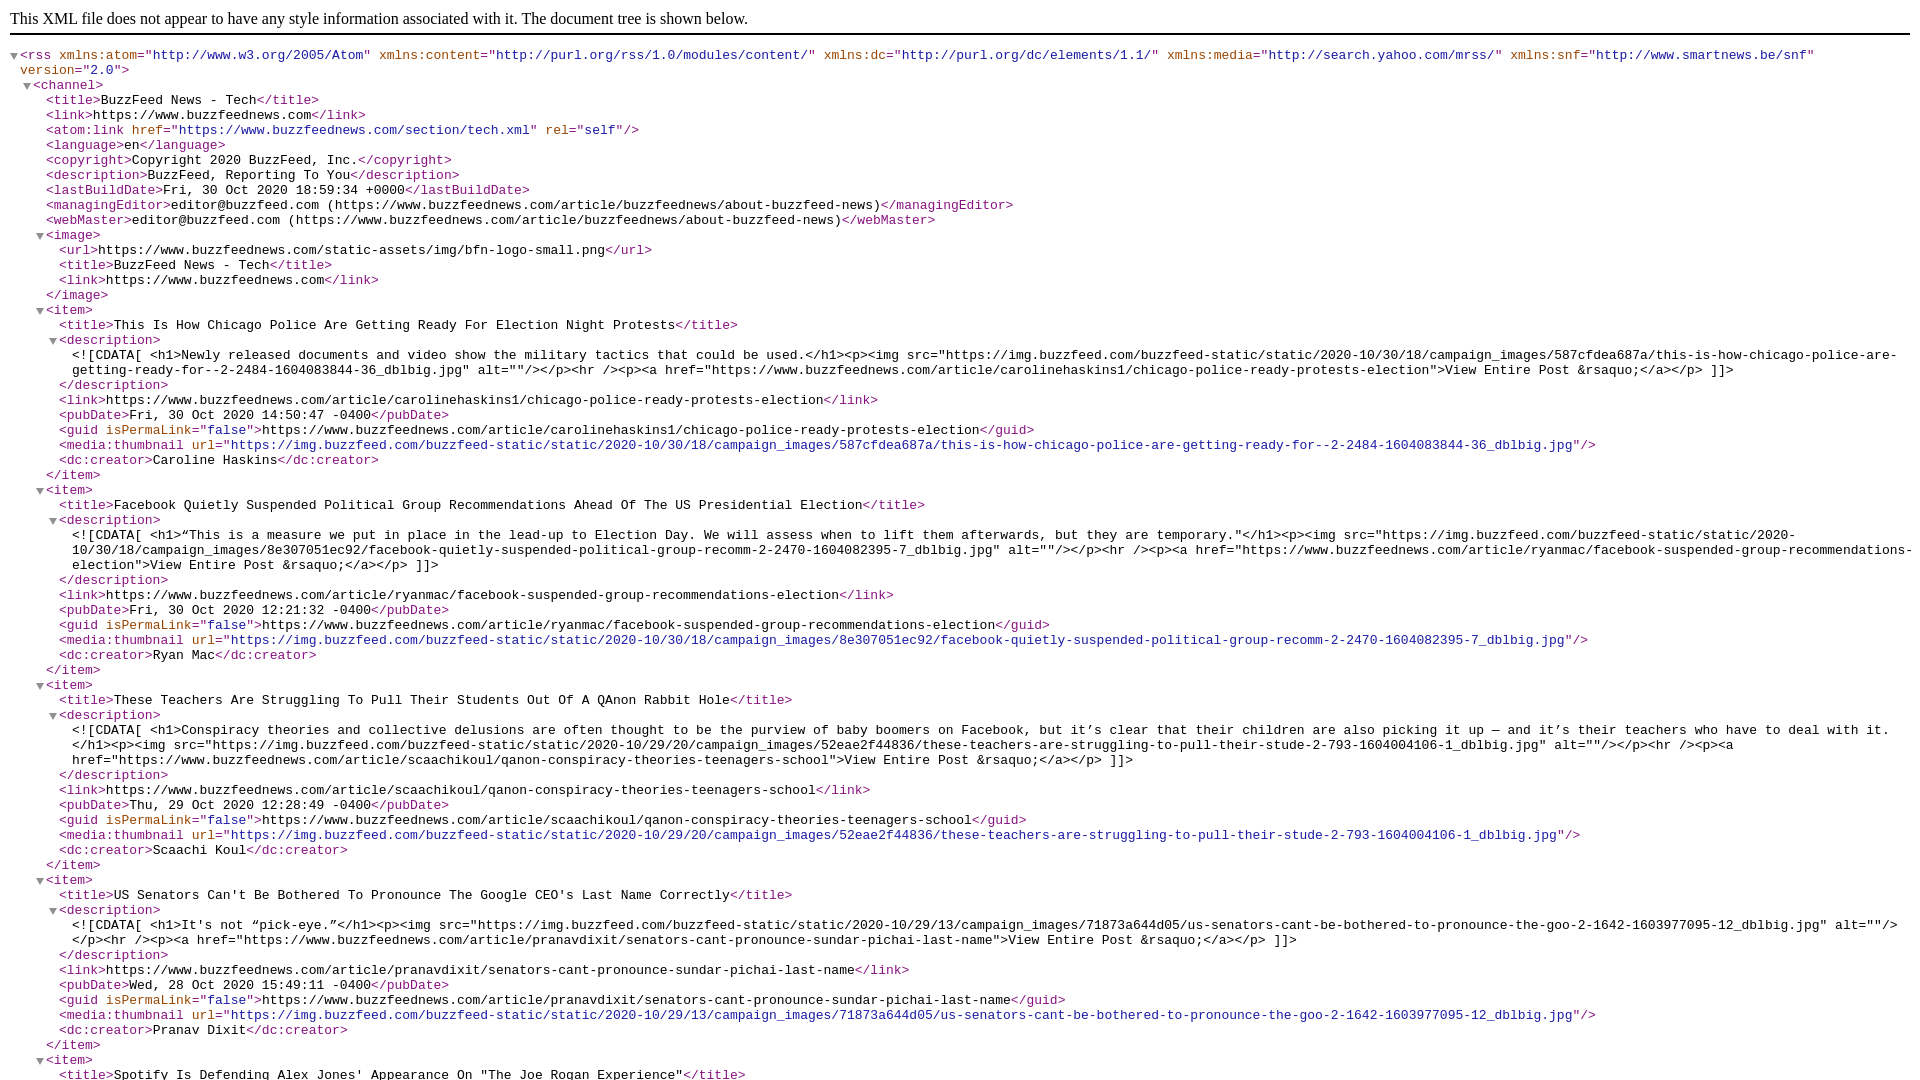 This XML file does not appear to have any style information associated with it. The document tree is shown below.
<rss xmlns:atom="http://www.w3.org/2005/Atom" xmlns:content="http://purl.org/rss/1.0/modules/content/" xmlns:dc="http://purl.org/dc/elements/1.1/" xmlns:media="http://search.yahoo.com/mrss/" xmlns:snf="http://www.smartnews.be/snf"
version="2.0">
<channel>
<title>BuzzFeed News - Tech</title>
<link>https://www.buzzfeednews.com</link>
<atom:link href="https://www.buzzfeednews.com/section/tech.xml" rel="self"/>
<language>en</language>
<copyright>Copyright 2020 BuzzFeed, Inc.</copyright>
<description>BuzzFeed, Reporting To You</description>
<lastBuildDate>Fri, 30 Oct 2020 18:59:34 +0000</lastBuildDate>
<managingEditor>editor@buzzfeed.com (https://www.buzzfeednews.com/article/buzzfeednews/about-buzzfeed-news)</managingEditor>
<webMaster>editor@buzzfeed.com (https://www.buzzfeednews.com/article/buzzfeednews/about-buzzfeed-news)</webMaster>
<image>
<url>https://www.buzzfeednews.com/static-assets/img/bfn-logo-small.png</url>
<title>BuzzFeed News - Tech</title>
<link>https://www.buzzfeednews.com</link>
</image>
<item>
<title>This Is How Chicago Police Are Getting Ready For Election Night Protests</title>
<description>
<![CDATA[ <h1>Newly released documents and video show the military tactics that could be used.</h1><p><img src="https://img.buzzfeed.com/buzzfeed-static/static/2020-10/30/18/campaign_images/587cfdea687a/this-is-how-chicago-police-are-
getting-ready-for--2-2484-1604083844-36_dblbig.jpg" alt=""/></p><hr /><p><a href="https://www.buzzfeednews.com/article/carolinehaskins1/chicago-police-ready-protests-election">View Entire Post &rsaquo;</a></p> ]]>
</description>
<link>https://www.buzzfeednews.com/article/carolinehaskins1/chicago-police-ready-protests-election</link>
<pubDate>Fri, 30 Oct 2020 14:50:47 -0400</pubDate>
<guid isPermaLink="false">https://www.buzzfeednews.com/article/carolinehaskins1/chicago-police-ready-protests-election</guid>
<media:thumbnail url="https://img.buzzfeed.com/buzzfeed-static/static/2020-10/30/18/campaign_images/587cfdea687a/this-is-how-chicago-police-are-getting-ready-for--2-2484-1604083844-36_dblbig.jpg"/>
<dc:creator>Caroline Haskins</dc:creator>
</item>
<item>
<title>Facebook Quietly Suspended Political Group Recommendations Ahead Of The US Presidential Election</title>
<description>
<![CDATA[ <h1>“This is a measure we put in place in the lead-up to Election Day. We will assess when to lift them afterwards, but they are temporary."</h1><p><img src="https://img.buzzfeed.com/buzzfeed-static/static/2020-
10/30/18/campaign_images/8e307051ec92/facebook-quietly-suspended-political-group-recomm-2-2470-1604082395-7_dblbig.jpg" alt=""/></p><hr /><p><a href="https://www.buzzfeednews.com/article/ryanmac/facebook-suspended-group-recommendations-
election">View Entire Post &rsaquo;</a></p> ]]>
</description>
<link>https://www.buzzfeednews.com/article/ryanmac/facebook-suspended-group-recommendations-election</link>
<pubDate>Fri, 30 Oct 2020 12:21:32 -0400</pubDate>
<guid isPermaLink="false">https://www.buzzfeednews.com/article/ryanmac/facebook-suspended-group-recommendations-election</guid>
<media:thumbnail url="https://img.buzzfeed.com/buzzfeed-static/static/2020-10/30/18/campaign_images/8e307051ec92/facebook-quietly-suspended-political-group-recomm-2-2470-1604082395-7_dblbig.jpg"/>
<dc:creator>Ryan Mac</dc:creator>
</item>
<item>
<title>These Teachers Are Struggling To Pull Their Students Out Of A QAnon Rabbit Hole</title>
<description>
<![CDATA[ <h1>Conspiracy theories and collective delusions are often thought to be the purview of baby boomers on Facebook, but it’s clear that their children are also picking it up — and it’s their teachers who have to deal with it.
</h1><p><img src="https://img.buzzfeed.com/buzzfeed-static/static/2020-10/29/20/campaign_images/52eae2f44836/these-teachers-are-struggling-to-pull-their-stude-2-793-1604004106-1_dblbig.jpg" alt=""/></p><hr /><p><a
href="https://www.buzzfeednews.com/article/scaachikoul/qanon-conspiracy-theories-teenagers-school">View Entire Post &rsaquo;</a></p> ]]>
</description>
<link>https://www.buzzfeednews.com/article/scaachikoul/qanon-conspiracy-theories-teenagers-school</link>
<pubDate>Thu, 29 Oct 2020 12:28:49 -0400</pubDate>
<guid isPermaLink="false">https://www.buzzfeednews.com/article/scaachikoul/qanon-conspiracy-theories-teenagers-school</guid>
<media:thumbnail url="https://img.buzzfeed.com/buzzfeed-static/static/2020-10/29/20/campaign_images/52eae2f44836/these-teachers-are-struggling-to-pull-their-stude-2-793-1604004106-1_dblbig.jpg"/>
<dc:creator>Scaachi Koul</dc:creator>
</item>
<item>
<title>US Senators Can't Be Bothered To Pronounce The Google CEO's Last Name Correctly</title>
<description>
<![CDATA[ <h1>It's not “pick-eye.”</h1><p><img src="https://img.buzzfeed.com/buzzfeed-static/static/2020-10/29/13/campaign_images/71873a644d05/us-senators-cant-be-bothered-to-pronounce-the-goo-2-1642-1603977095-12_dblbig.jpg" alt=""/>
</p><hr /><p><a href="https://www.buzzfeednews.com/article/pranavdixit/senators-cant-pronounce-sundar-pichai-last-name">View Entire Post &rsaquo;</a></p> ]]>
</description>
<link>https://www.buzzfeednews.com/article/pranavdixit/senators-cant-pronounce-sundar-pichai-last-name</link>
<pubDate>Wed, 28 Oct 2020 15:49:11 -0400</pubDate>
<guid isPermaLink="false">https://www.buzzfeednews.com/article/pranavdixit/senators-cant-pronounce-sundar-pichai-last-name</guid>
<media:thumbnail url="https://img.buzzfeed.com/buzzfeed-static/static/2020-10/29/13/campaign_images/71873a644d05/us-senators-cant-be-bothered-to-pronounce-the-goo-2-1642-1603977095-12_dblbig.jpg"/>
<dc:creator>Pranav Dixit</dc:creator>
</item>
<item>
<title>Spotify Is Defending Alex Jones' Appearance On "The Joe Rogan Experience"</title>